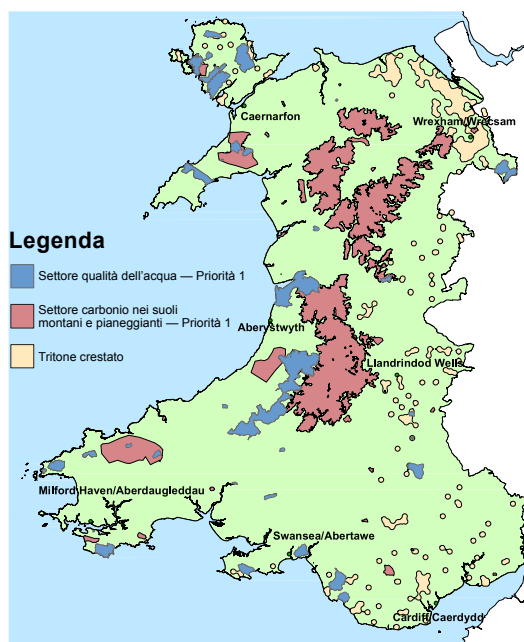 Caernarfon
Wrexham/Wrecsam
Legenda
Settore qualità dell'acqua — Priorità 1
Settore carbonio nei suoli
montani e pianeggianti — Priorità 1
Tritone crestato
Aberystwyth
Llandrindod Wells
Milford Haven/Aberdaugleddau
Swansea/Abertawe
Cardiff/Caerdydd